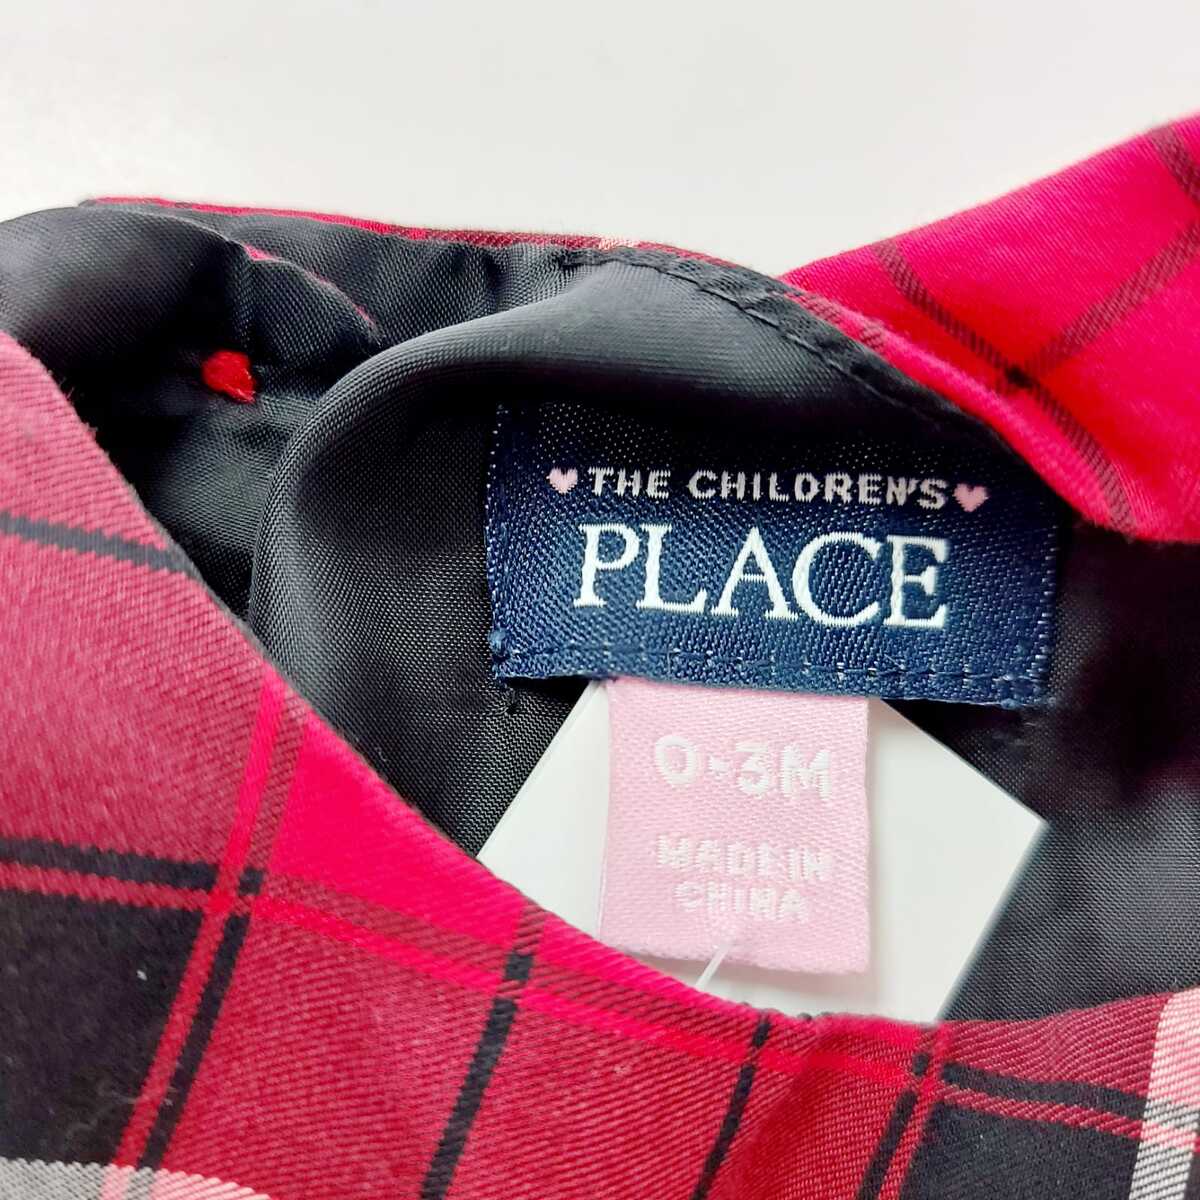 THE CHILDREN'S
PLACE
0-3M
MADE IN
CHINA